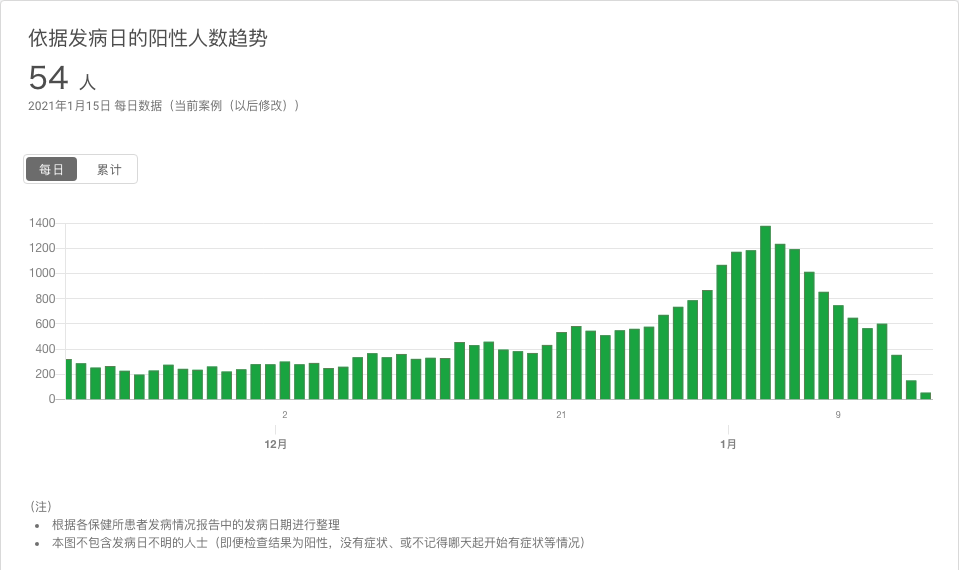 依据发病日的阳性人数趋势
54 人
2021年1月15日 每日数据（当前案例（以后修改））
每日 累计
1400
1200
1000
800
600
400
200
0
2 21 9
12月 1月
（注）
• 根据各保健所患者发病情况报告中的发病日期进行整理
• 本图不包含发病日不明的人士（即便检查结果为阳性，没有症状、或不记得哪天起开始有症状等情况）